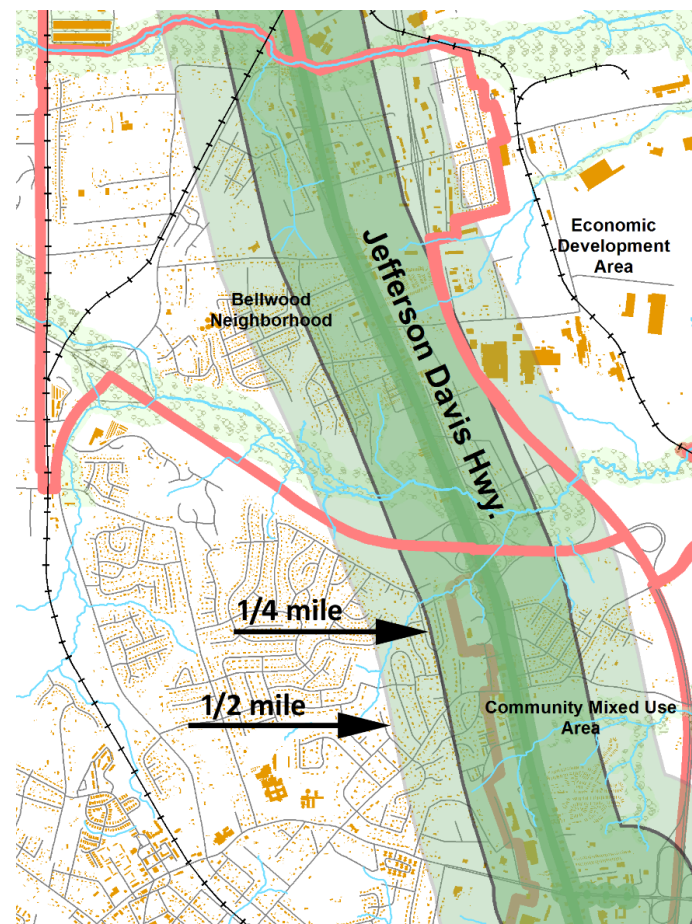 Economic
Development
Area
Jefferson Davis Hwy.
Bellwood
Neighborhood
1/4 mile
1/2 mile
Community Mixed Use
Area